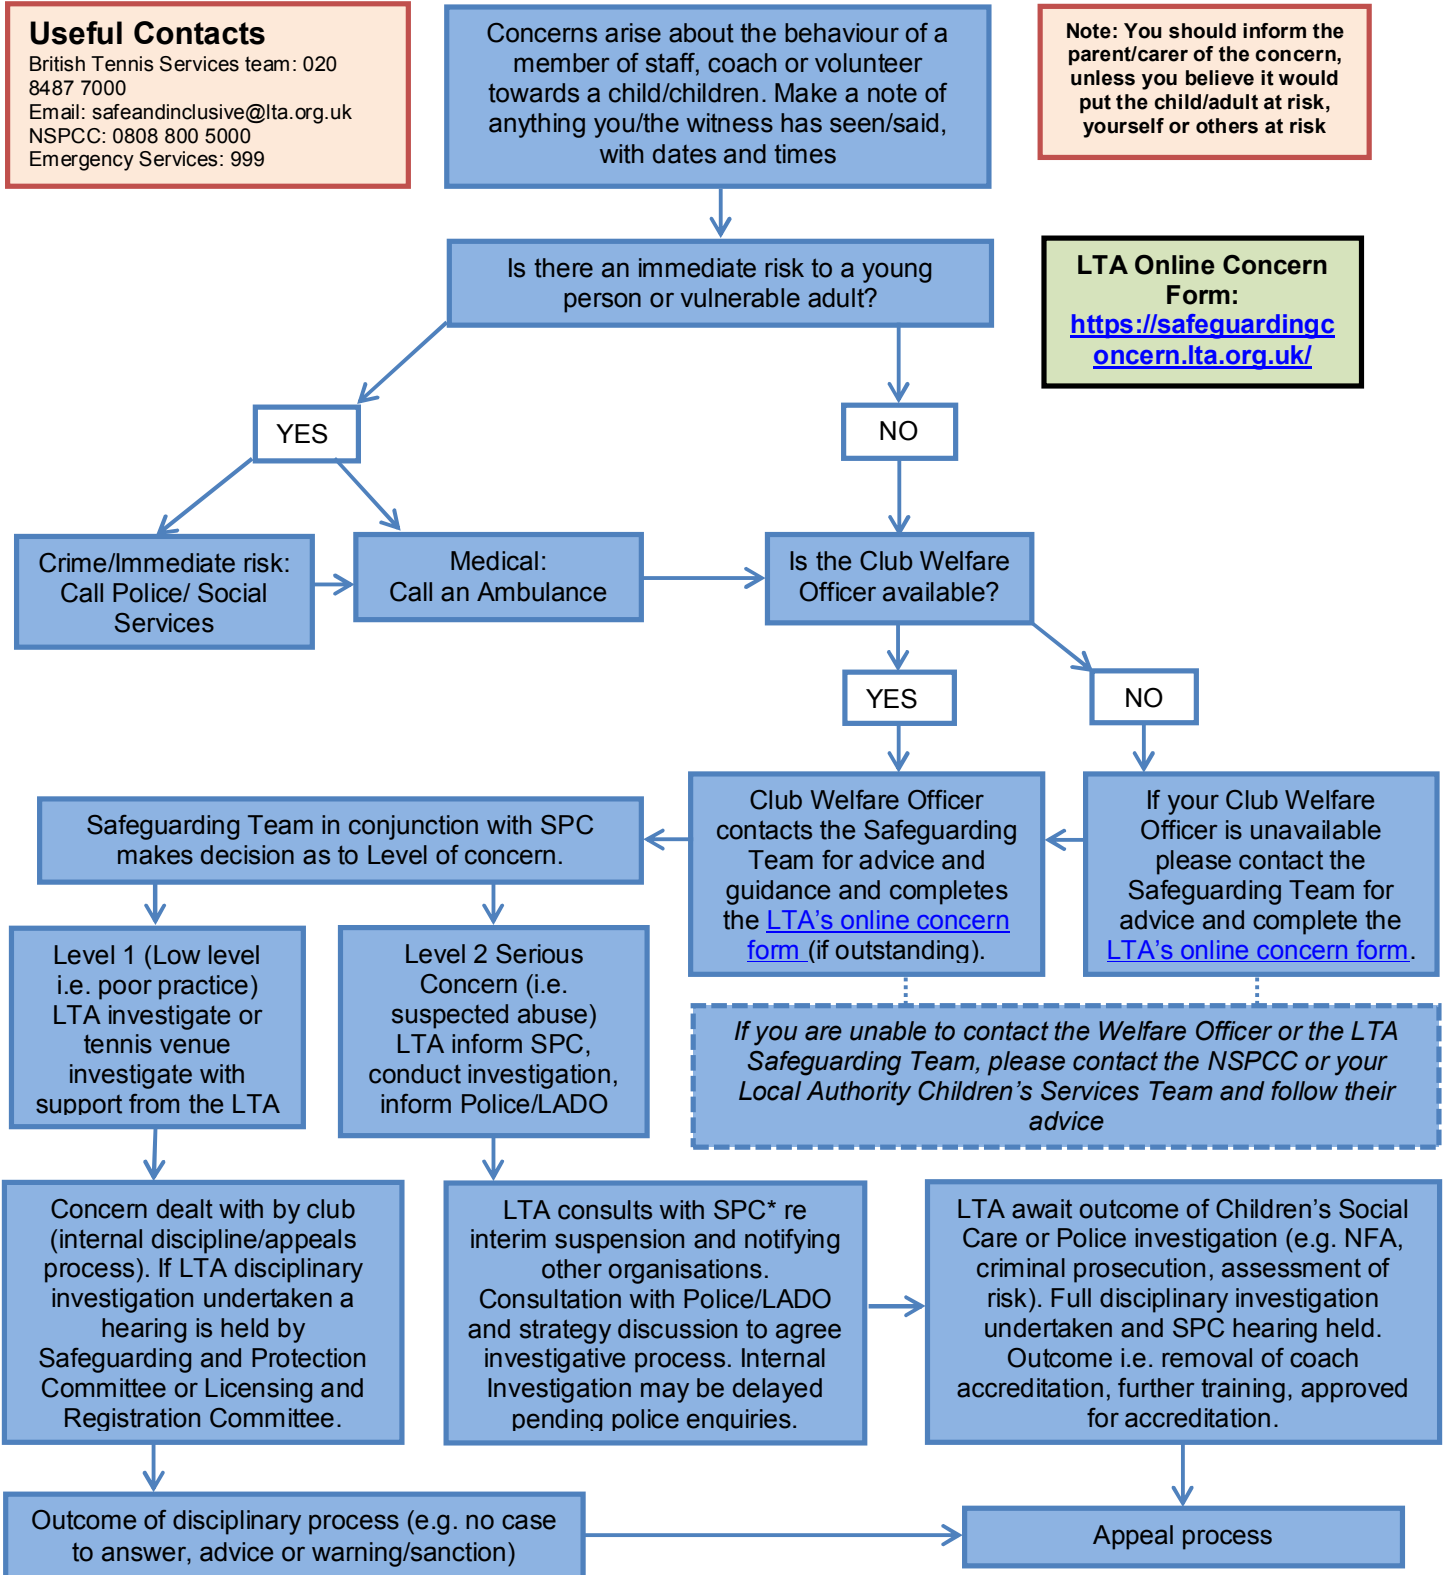 Useful Contacts
British Tennis Services team: 020
8487 7000
Email: safeandinclusive@lta.org.uk
NSPCC: 0808 800 5000
Emergency Services: 999
Concerns arise about the behaviour of a
member of staff, coach or volunteer
towards a child/children. Make a note of
anything you/the witness has seen/said,
with dates and times
Note: You should inform the
parent/carer of the concern,
unless you believe it would
put the child/adult at risk,
yourself or others at risk
Is there an immediate risk to a young
person or vulnerable adult?
LTA Online Concern
Form:
https://safeguardingc
oncern.lta.org.uk/
YES
NO
Crime/Immediate risk:
Call Police/ Social
Services
Medical:
Call an Ambulance
Is the Club Welfare
Officer available?
YES
NO
Club Welfare Officer
contacts the Safeguarding
Team for advice and
guidance and completes
the LTA's online concern
form (if outstanding).
If your Club Welfare
Officer is unavailable
please contact the
Safeguarding Team for
advice and complete the
LTA's online concern form.
Safeguarding Team in conjunction with SPC
makes decision as to Level of concern.
Level 1 (Low level
i.e. poor practice)
LTA investigate or
tennis venue
investigate with
support from the LTA
Level 2 Serious
Concern (i.e.
suspected abuse)
LTA inform SPC,
conduct investigation,
inform Police/LADO
If you are unable to contact the Welfare Officer or the LTA
Safeguarding Team, please contact the NSPCC or your
Local Authority Children's Services Team and follow their
advice
Concern dealt with by club
(internal discipline/appeals
process). If LTA disciplinary
investigation undertaken a
hearing is held by
Safeguarding and Protection
Committee or Licensing and
Registration Committee.
LTA consults with SPC* re
interim suspension and notifying
other organisations.
Consultation with Police/LADO
and strategy discussion to agree
investigative process. Internal
Investigation may be delayed
pending police enquiries.
LTA await outcome of Children's Social
Care or Police investigation (e.g. NFA,
criminal prosecution, assessment of
risk). Full disciplinary investigation
undertaken and SPC hearing held.
Outcome i.e. removal of coach
accreditation, further training, approved
for accreditation.
Outcome of disciplinary process (e.g. no case
to answer, advice or warning/sanction)
Appeal process